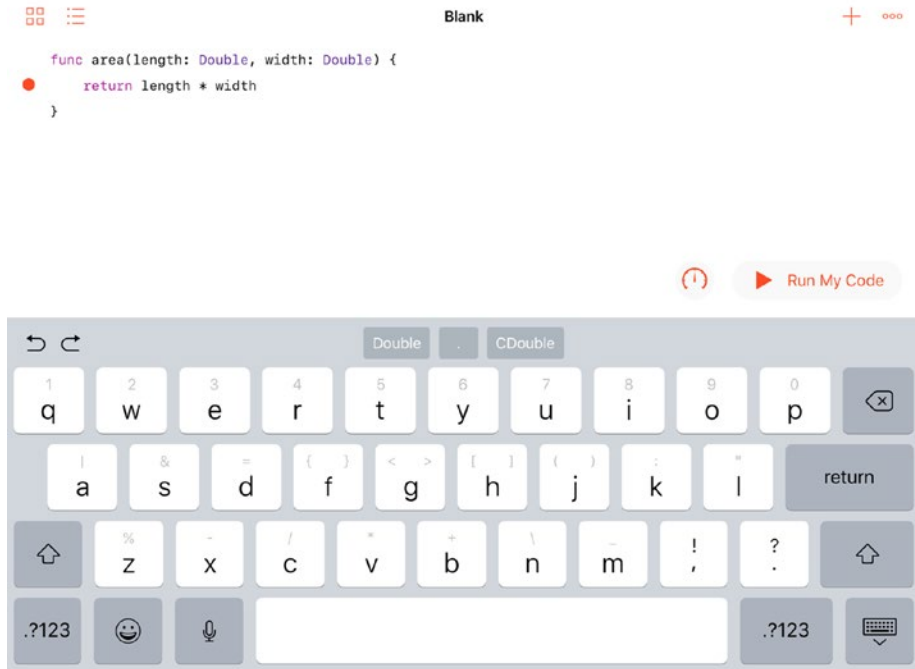 Blank
func area(length: Double, width: Double) {
return length * width
}
Run My Code
Double . CDouble
1 2 3 4 5 6 7 8 9 0
q w e r t y u i o p
| & = { } < > [ ] ( ) : "
a s d f g h j k l return
% - / * + \ _ ! ?
z x c v b n m , .
.?123 .?123